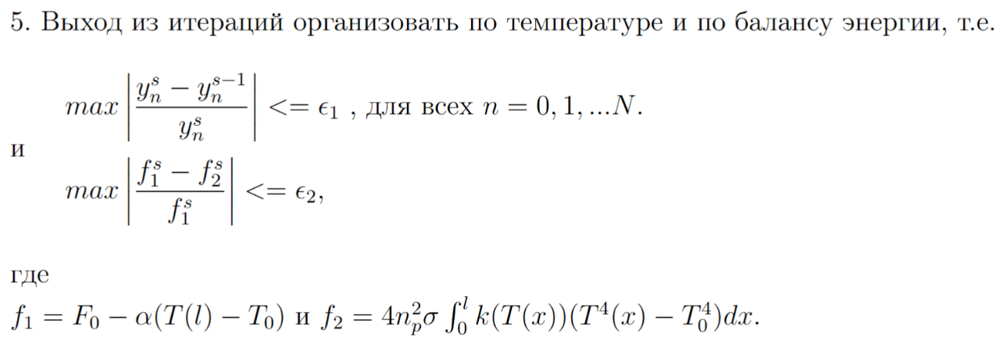 5. Выход из итераций организовать по температуре и по балансу энергии, т.е.
$max \left| \frac{y_n^s - y_n^{s-1}}{y_n^s} \right| <= \epsilon_1$ , для всех $n = 0, 1, ...N.$
и
$max \left| \frac{f_1^s - f_2^s}{f_1^s} \right| <= \epsilon_2,$
где
$f_1 = F_0 - \alpha(T(l) - T_0)$ и $f_2 = 4n_p^2\sigma \int_0^l k(T(x))(T^4(x) - T_0^4)dx.$